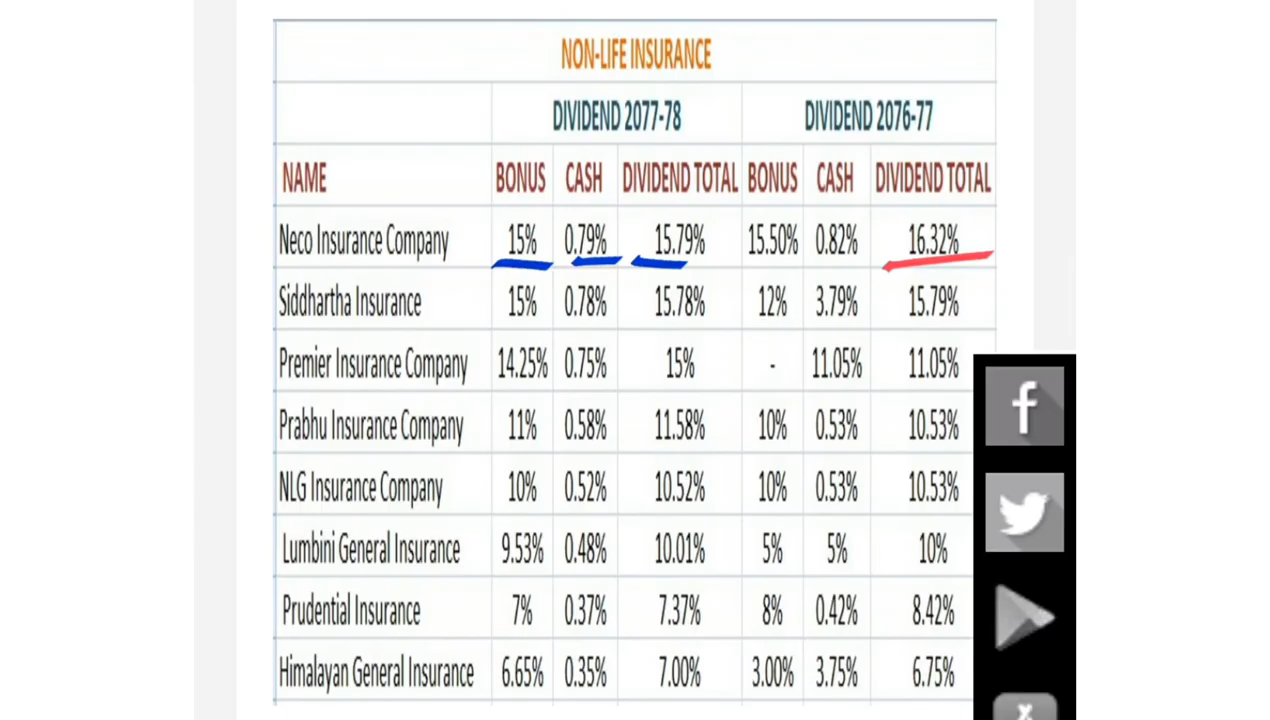 NON-LIFE INSURANCE
DIVIDEND 2077-78 DIVIDEND 2076-77
NAME BONUS CASH DIVIDEND TOTAL BONUS CASH DIVIDEND TOTAL
Neco Insurance Company 15% 0.79% 15.79% 15.50% 0.82% 16.32%
Siddhartha Insurance 15% 0.78% 15.78% 12% 3.79% 15.79%
Premier Insurance Company 14.25% 0.75% 15% - 11.05% 11.05%
Prabhu Insurance Company 11% 0.58% 11.58% 10% 0.53% 10.53%
NLG Insurance Company 10% 0.52% 10.52% 10% 0.53% 10.53%
Lumbini General Insurance 9.53% 0.48% 10.01% 5% 5% 10%
Prudential Insurance 7% 0.37% 7.37% 8% 0.42% 8.42%
Himalayan General Insurance 6.65% 0.35% 7.00% 3.00% 3.75% 6.75%